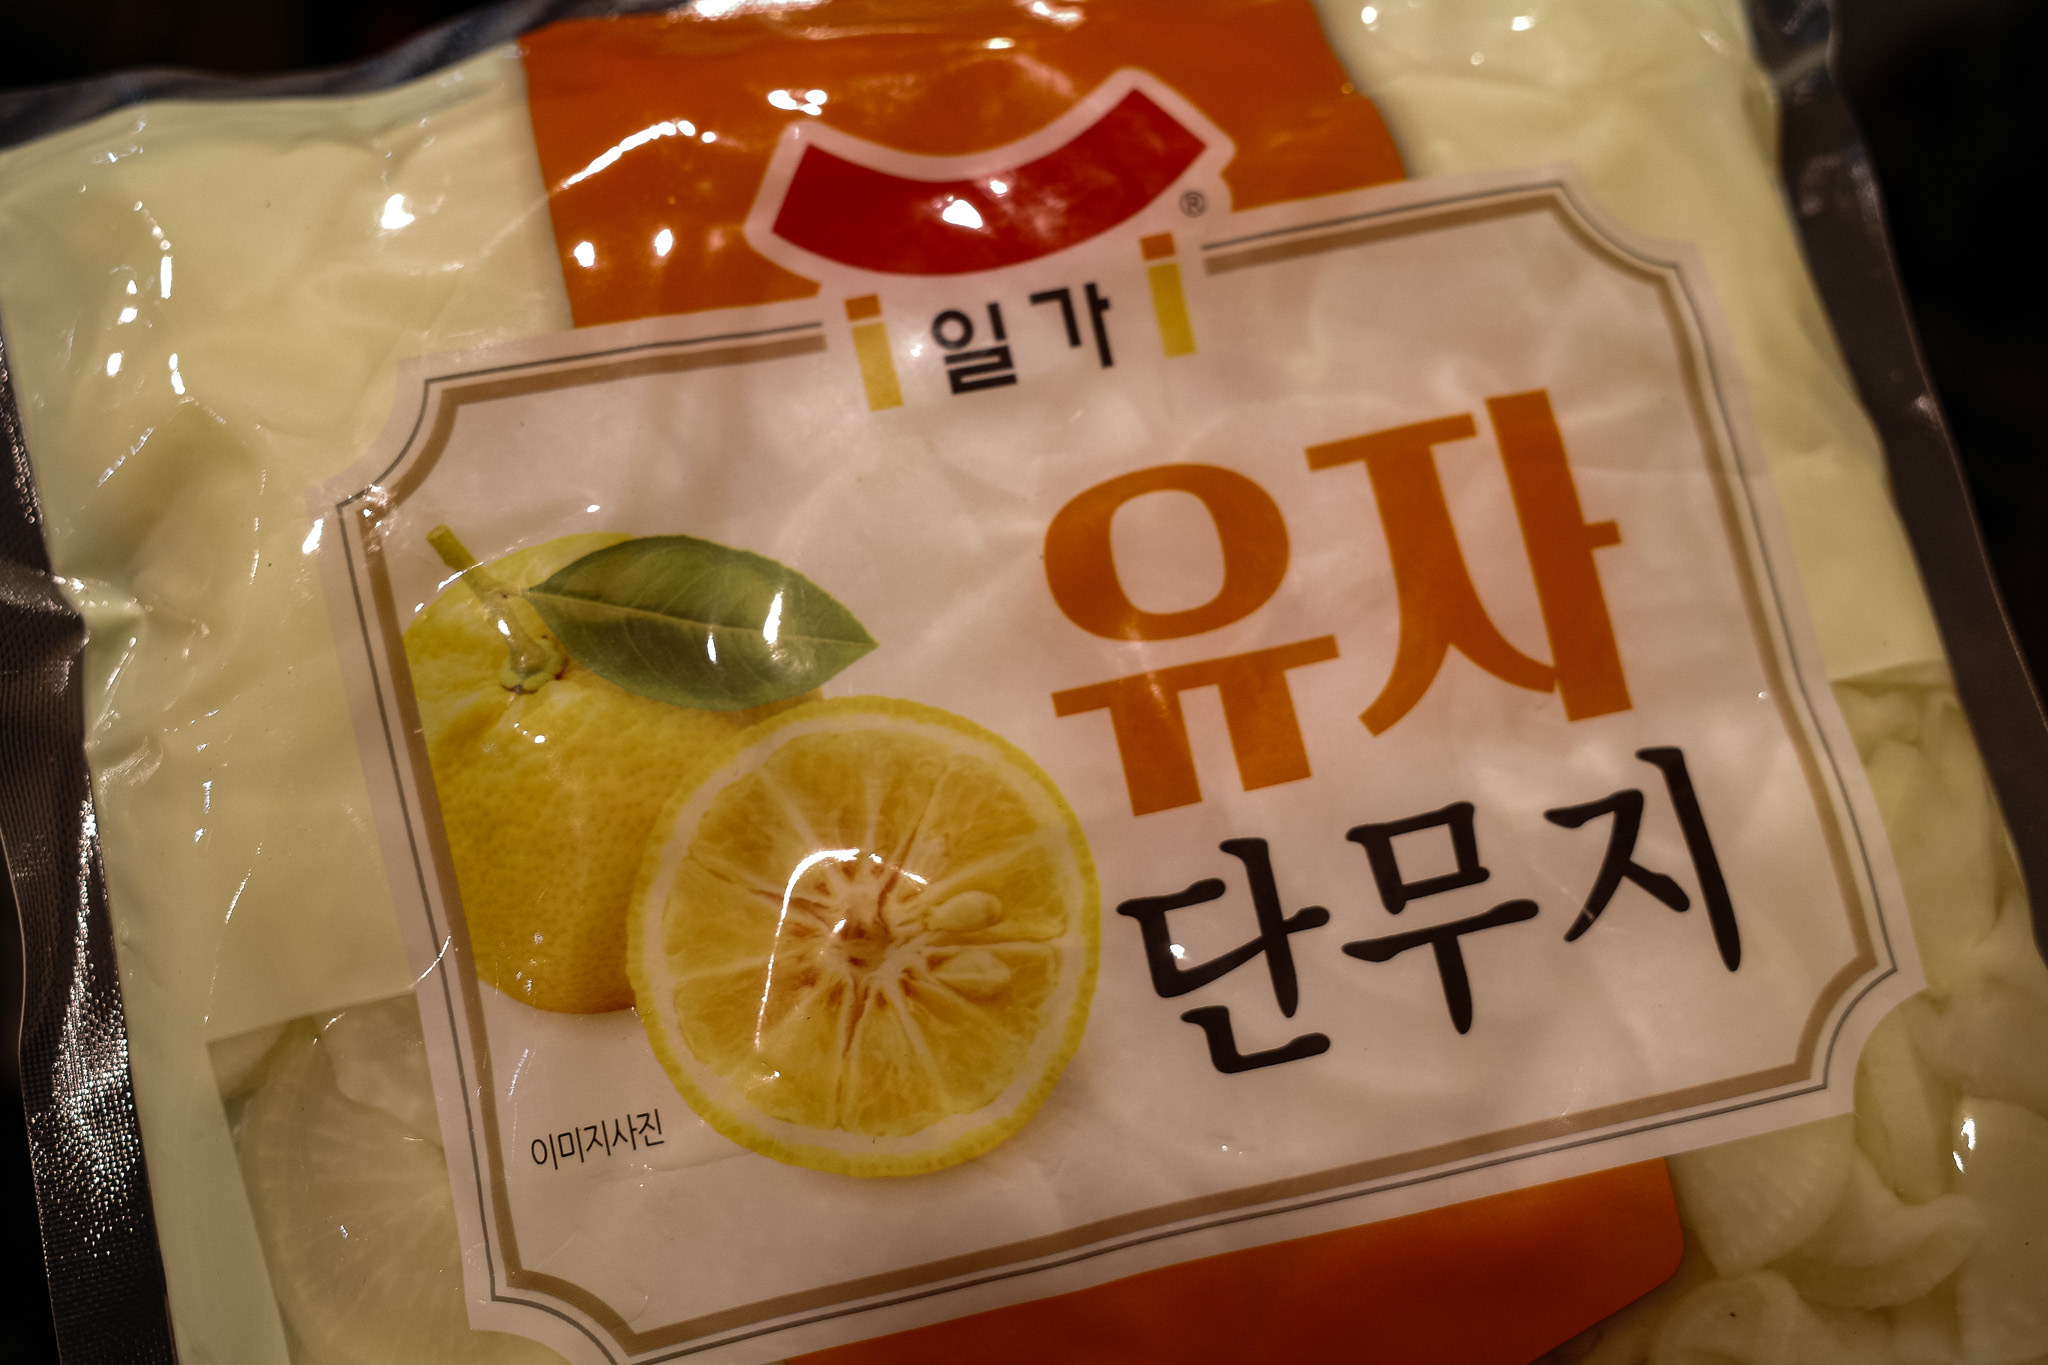 ®
i 일가 i
유자
단무지
이미지사진